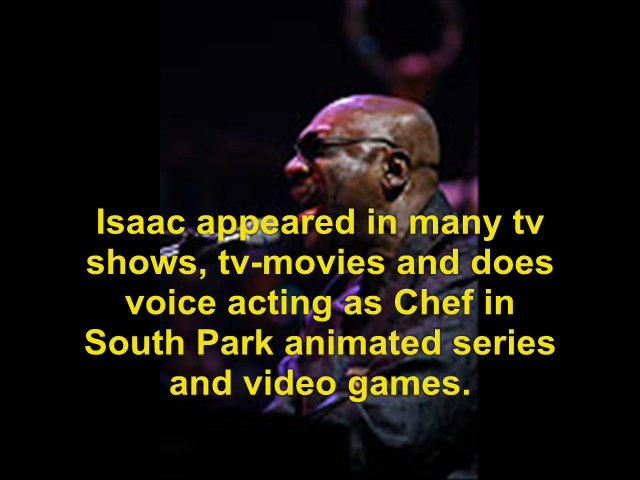 Isaac appeared in many tv
shows, tv-movies and does
voice acting as Chef in
South Park animated series
and video games.